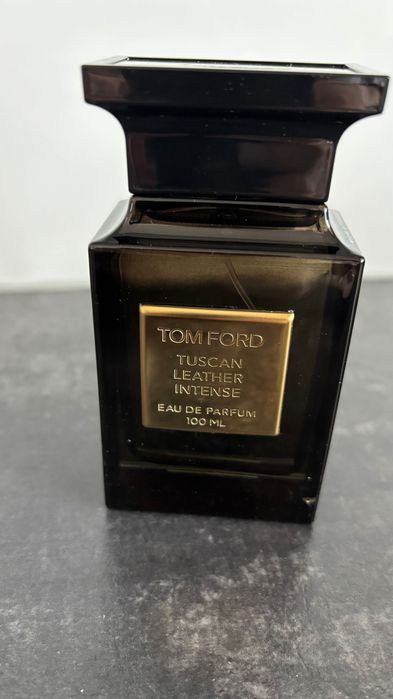 TOM FORD
TUSCAN
LEATHER
INTENSE
EAU DE PARFUM
100 ML